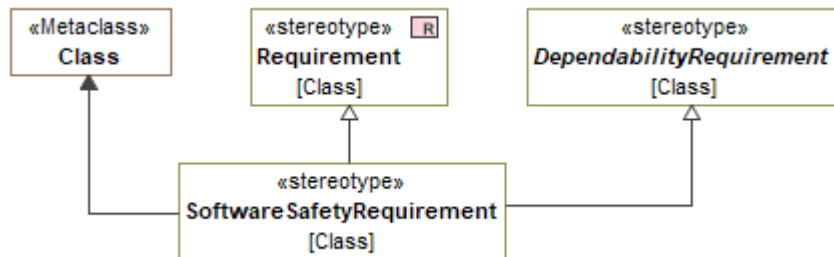 «Metaclass»
Class
«stereotype»
R
Requirement
[Class]
«stereotype»
DependabilityRequirement
[Class]
«stereotype»
SoftwareSafetyRequirement
[Class]